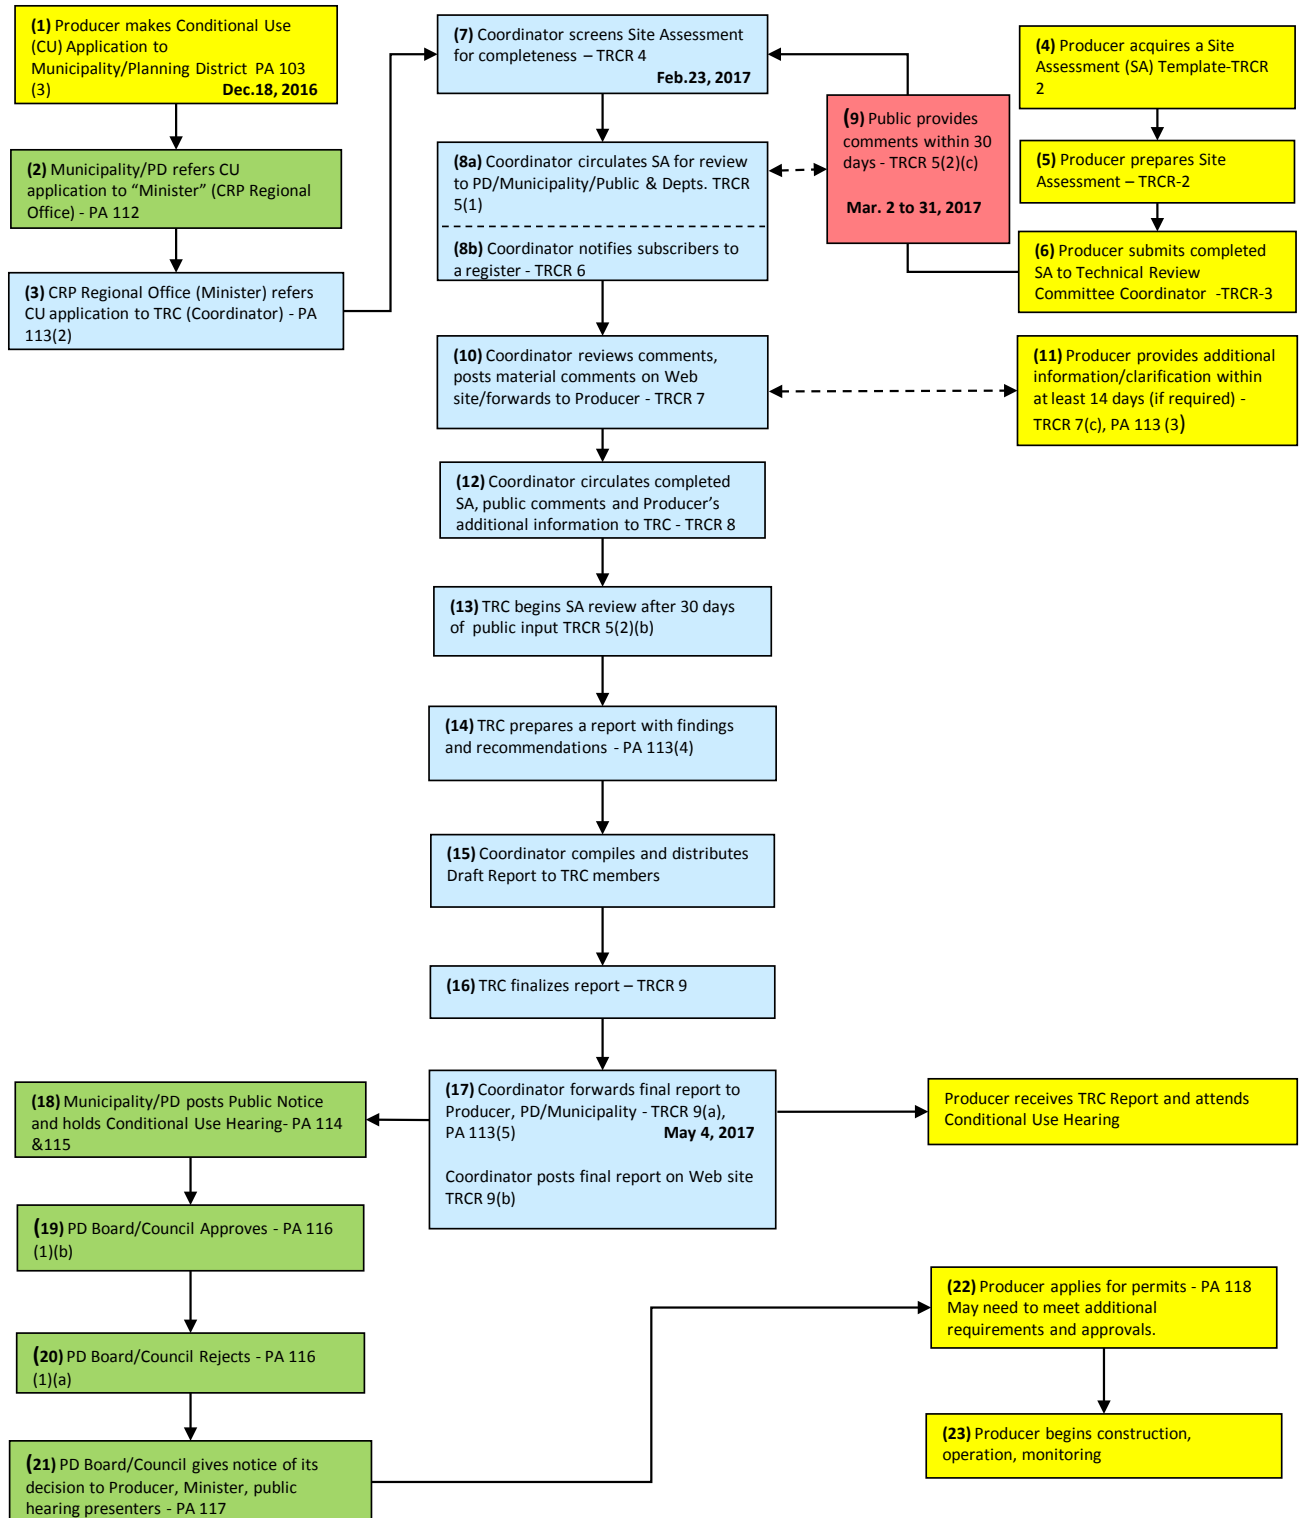 (1) Producer makes Conditional Use
(CU) Application to
Municipality/Planning District PA 103
(3) Dec.18, 2016
(2) Municipality/PD refers CU
application to “Minister” (CRP Regional
Office) - PA 112
(3) CRP Regional Office (Minister) refers
CU application to TRC (Coordinator) - PA
113(2)
(4) Producer acquires a Site
Assessment (SA) Template-TRCR
2
(5) Producer prepares Site
Assessment – TRCR-2
(6) Producer submits completed
SA to Technical Review
Committee Coordinator -TRCR-3
(7) Coordinator screens Site Assessment
for completeness – TRCR 4
Feb.23, 2017
(8a) Coordinator circulates SA for review
to PD/Municipality/Public & Depts. TRCR
5(1)
(8b) Coordinator notifies subscribers to
a register - TRCR 6
(9) Public provides
comments within 30
days - TRCR 5(2)(c)
Mar. 2 to 31, 2017
(10) Coordinator reviews comments,
posts material comments on Web
site/forwards to Producer - TRCR 7
(11) Producer provides additional
information/clarification within
at least 14 days (if required) -
TRCR 7(c), PA 113 (3)
(12) Coordinator circulates completed
SA, public comments and Producer’s
additional information to TRC - TRCR 8
(13) TRC begins SA review after 30 days
of public input TRCR 5(2)(b)
(14) TRC prepares a report with findings
and recommendations - PA 113(4)
(15) Coordinator compiles and distributes
Draft Report to TRC members
(16) TRC finalizes report – TRCR 9
(17) Coordinator forwards final report to
Producer, PD/Municipality - TRCR 9(a),
PA 113(5) May 4, 2017
Coordinator posts final report on Web site
TRCR 9(b)
Producer receives TRC Report and attends
Conditional Use Hearing
(18) Municipality/PD posts Public Notice
and holds Conditional Use Hearing- PA 114
&115
(19) PD Board/Council Approves - PA 116
(1)(b)
(20) PD Board/Council Rejects - PA 116
(1)(a)
(21) PD Board/Council gives notice of its
decision to Producer, Minister, public
hearing presenters - PA 117
(22) Producer applies for permits - PA 118
May need to meet additional
requirements and approvals.
(23) Producer begins construction,
operation, monitoring